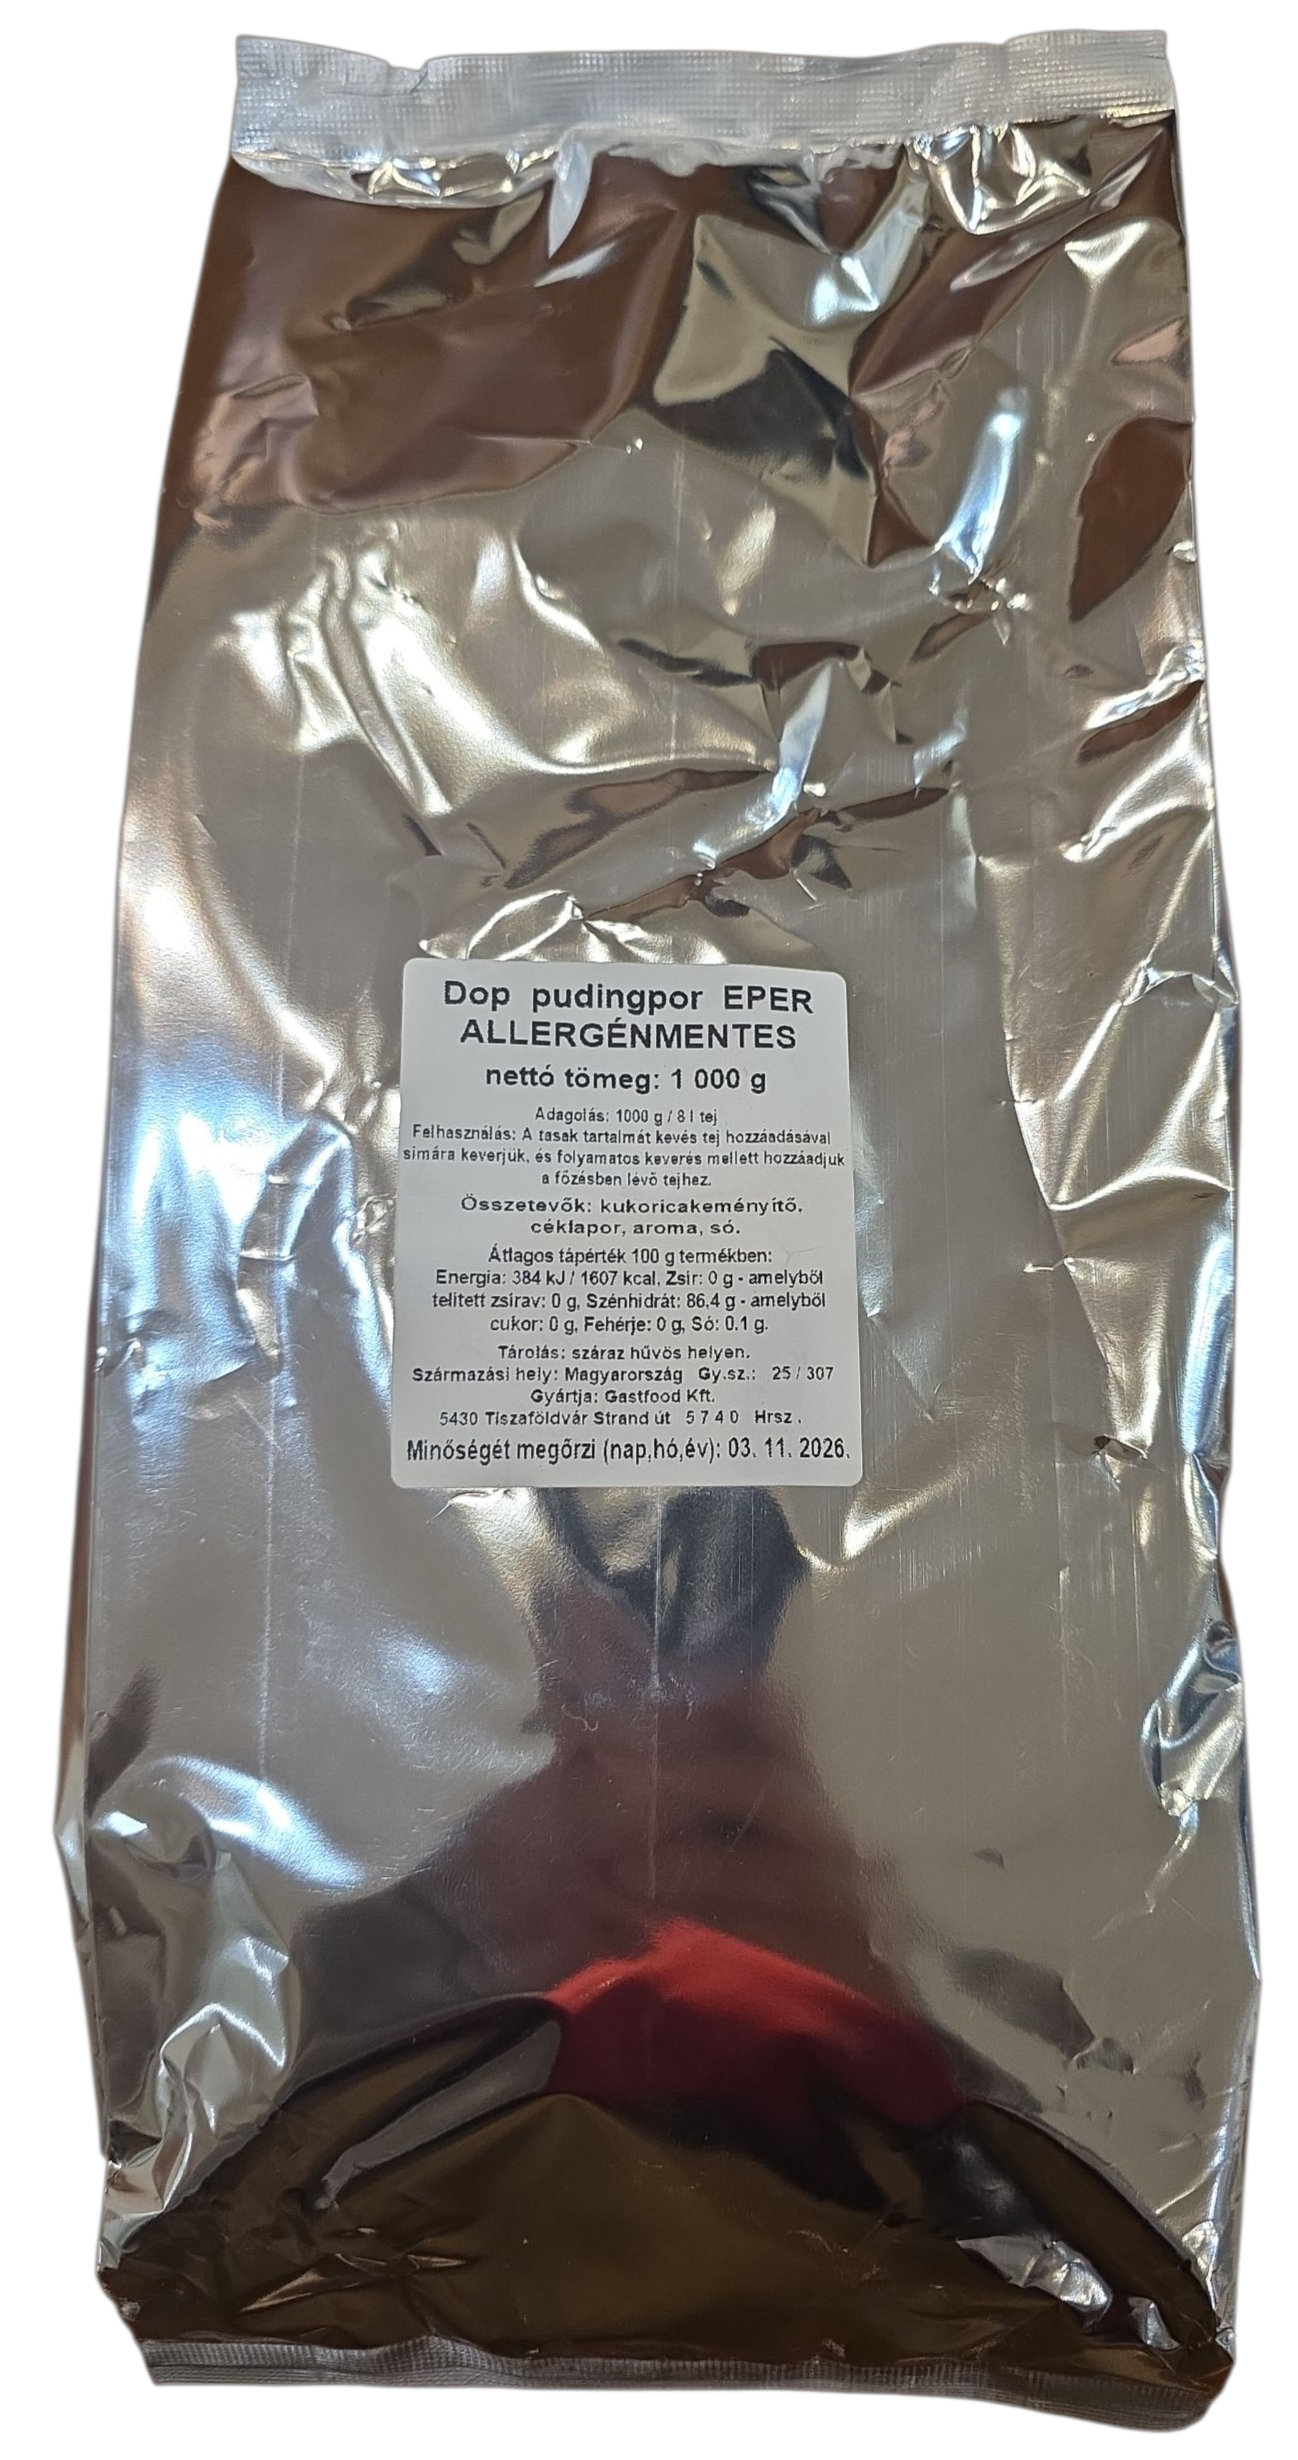 Dop pudingpor EPER
ALLERGÉNMENTES
nettó tömeg: 1 000 g
Adagolás: 1000 g / 8 l tej
Felhasználás: A tasak tartalmát kevés tej hozzáadásával
simára keverjük, és folyamatos keverés mellett hozzáadjuk
a főzésben lévő tejhez.
Összetevők: kukoricakeményítő,
céklapor, aroma, só.
Átlagos tápérték 100 g termékben:
Energia: 384 kJ / 1607 kcal, Zsír: 0 g - amelyből
telített zsírav: 0 g, Szénhidrát: 86,4 g - amelyből
cukor: 0 g, Fehérje: 0 g, Só: 0.1 g.
Tárolás: száraz hűvös helyen.
Származási hely: Magyarország Gy.sz.: 25 / 307
Gyártja: Gastfood Kft.
5430 Tiszaföldvár Strand út 5740 Hrsz.
Minőségét megőrzi (nap,hó,év): 03. 11. 2026.